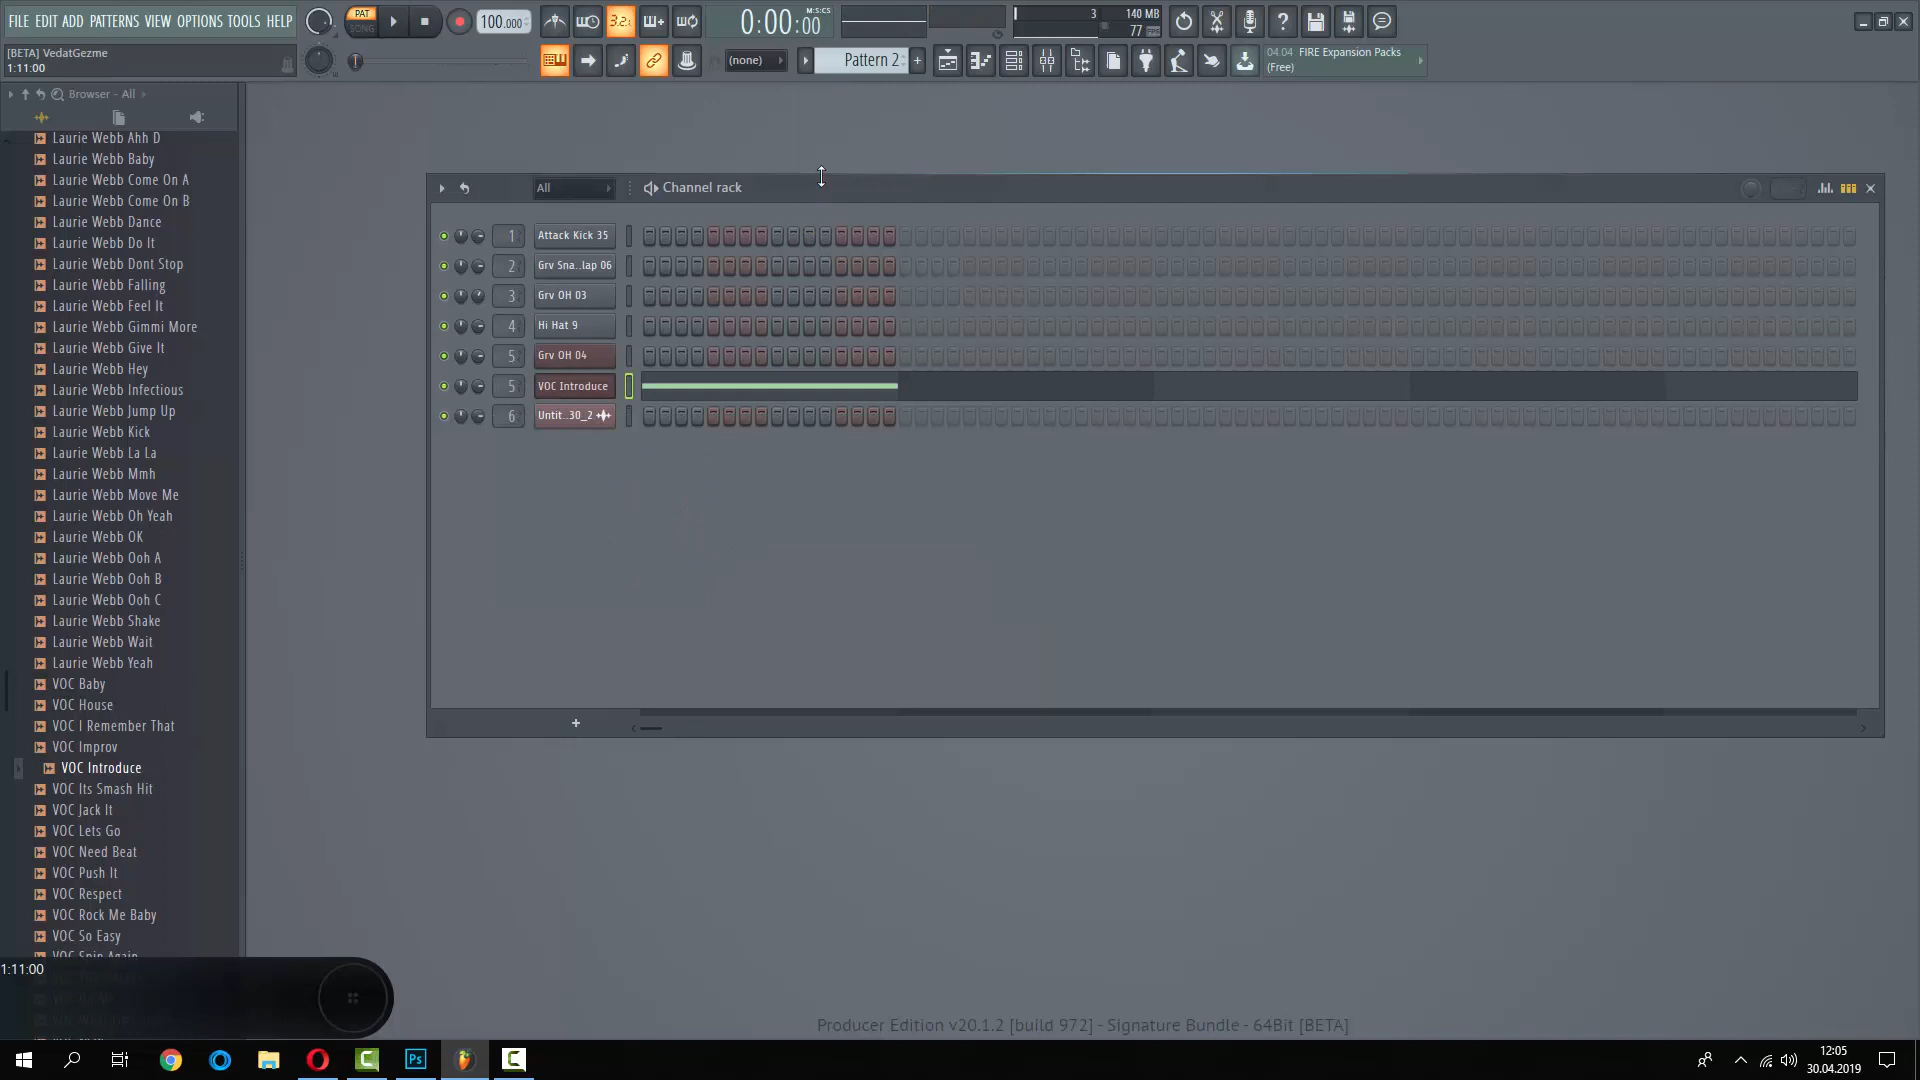 FILE EDIT ADD PATTERNS VIEW OPTIONS TOOLS HELP
PAT
SONG
100.000
3.2.
0:00:00
M:S:CS
3
140 MB
77
[BETA] VedatGezme
1:11:00
(none)
Pattern 2
04.04 FIRE Expansion Packs
(Free)
Browser - All
Laurie Webb Ahh D
Laurie Webb Baby
Laurie Webb Come On A
Laurie Webb Come On B
Laurie Webb Dance
Laurie Webb Do It
Laurie Webb Dont Stop
Laurie Webb Falling
Laurie Webb Feel It
Laurie Webb Gimmi More
Laurie Webb Give It
Laurie Webb Hey
Laurie Webb Infectious
Laurie Webb Jump Up
Laurie Webb Kick
Laurie Webb La La
Laurie Webb Mmh
Laurie Webb Move Me
Laurie Webb Oh Yeah
Laurie Webb OK
Laurie Webb Ooh A
Laurie Webb Ooh B
Laurie Webb Ooh C
Laurie Webb Shake
Laurie Webb Wait
Laurie Webb Yeah
VOC Baby
VOC House
VOC I Remember That
VOC Improv
VOC Introduce
VOC Its Smash Hit
VOC Jack It
VOC Lets Go
VOC Need Beat
VOC Push It
VOC Respect
VOC Rock Me Baby
VOC So Easy
VOC Spin Again
1:11:00
All
Channel rack
1 Attack Kick 35
2 Grv Sna..lap 06
3 Grv OH 03
4 Hi Hat 9
5 Grv OH 04
5 VOC Introduce
6 Untit..30_2
Producer Edition v20.1.2 [build 972] - Signature Bundle - 64Bit [BETA]
Ps
12:05
30.04.2019